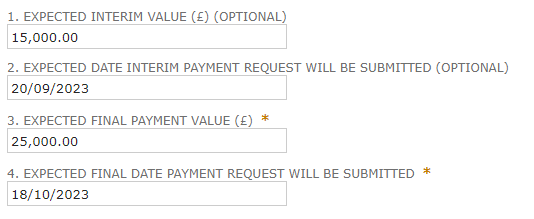 1. EXPECTED INTERIM VALUE (£) (OPTIONAL)
15,000.00
2. EXPECTED DATE INTERIM PAYMENT REQUEST WILL BE SUBMITTED (OPTIONAL)
20/09/2023
3. EXPECTED FINAL PAYMENT VALUE (£) *
25,000.00
4. EXPECTED FINAL DATE PAYMENT REQUEST WILL BE SUBMITTED *
18/10/2023